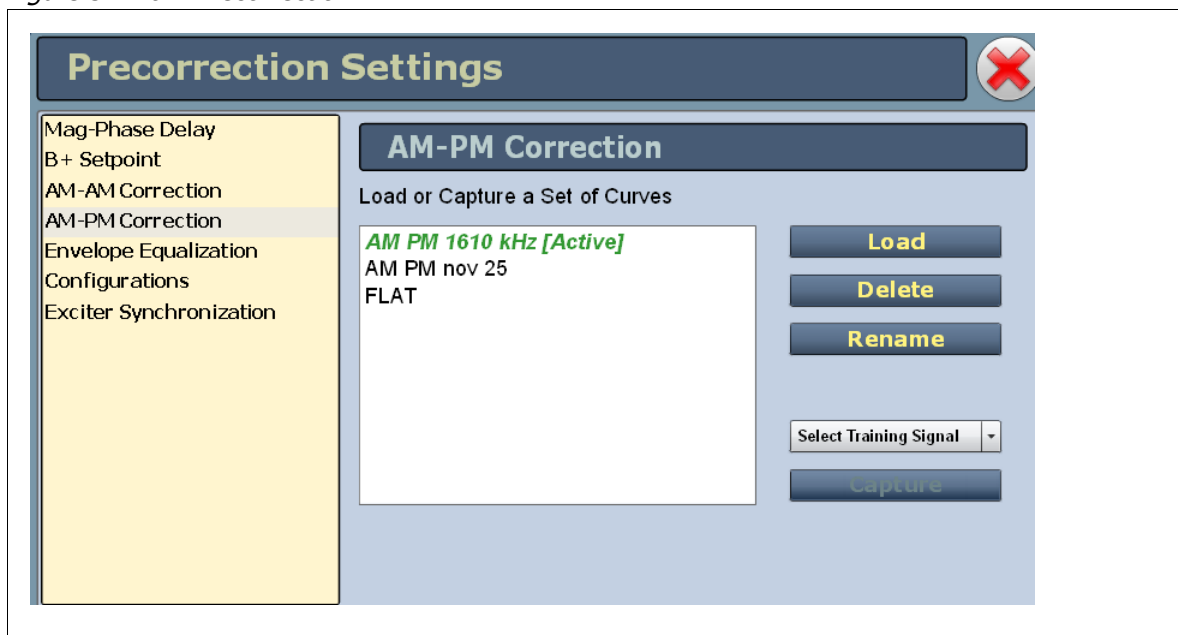 Precorrection Settings
Mag-Phase Delay
B+ Setpoint
AM-AM Correction
AM-PM Correction
Envelope Equalization
Configurations
Exciter Synchronization
AM-PM Correction
Load or Capture a Set of Curves
AM PM 1610 kHz [Active]
AM PM nov 25
FLAT
Load
Delete
Rename
Select Training Signal
Capture